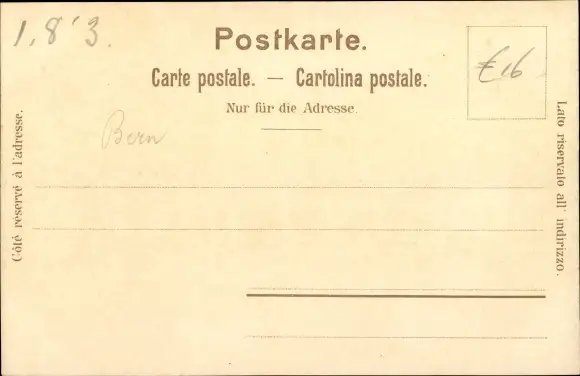 1.8'3.
Postkarte.
€16
Carte postale. — Cartolina postale.
Nur für die Adresse.
Bern
Côté réservé à l'adresse.
Lato riservato all' indirizzo.